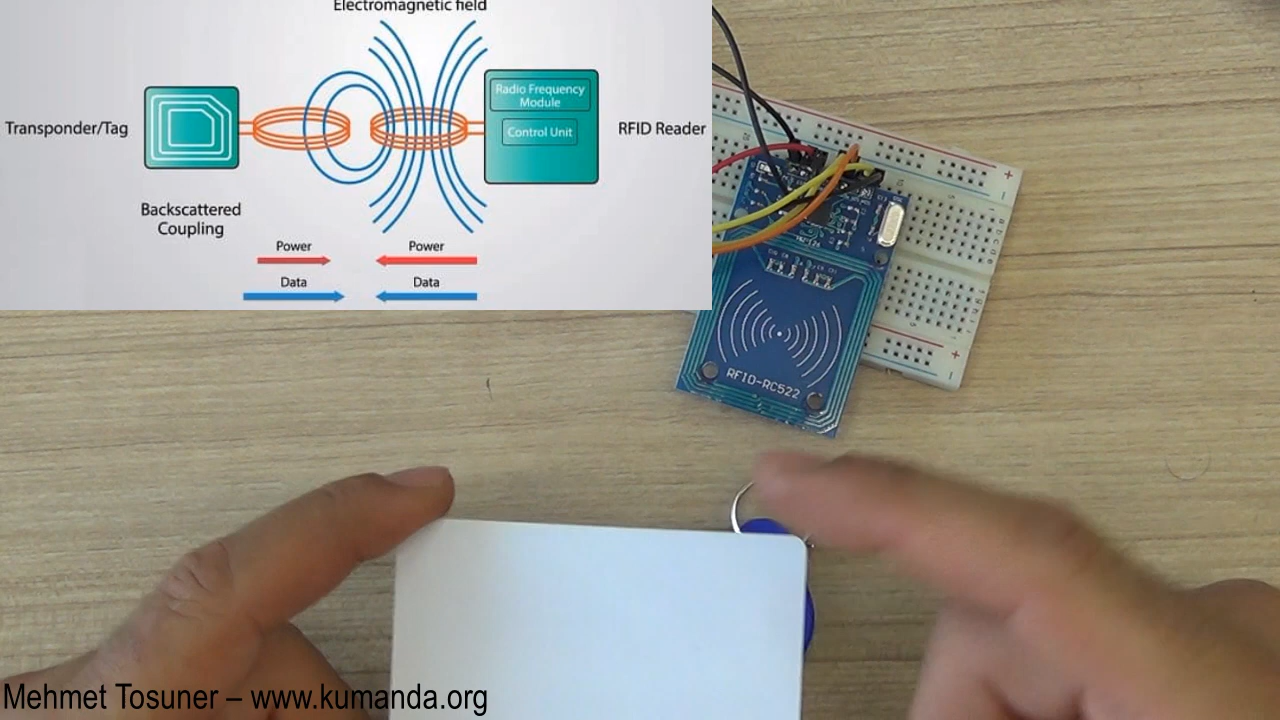 Electromagnetic field
Transponder/Tag
Radio Frequency
Module
Control Unit
RFID Reader
Backscattered
Coupling
Power
Power
Data
Data
RFID-RC522
Mehmet Tosuner – www.kumanda.org